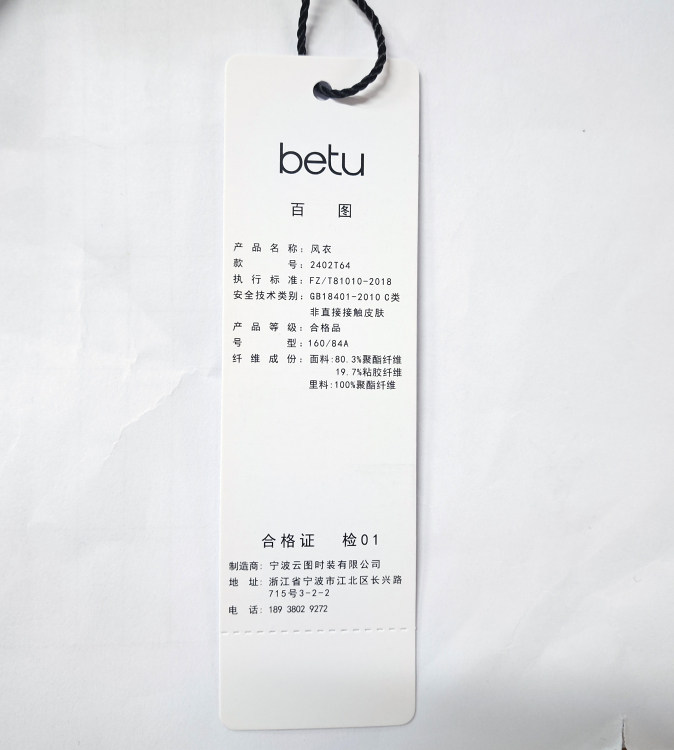 betu
百 图
产品名称：风衣
款号：2402T64
执行标准：FZ/T81010-2018
安全技术类别：GB18401-2010 C类
非直接接触皮肤
产品等级：合格品
号型：160/84A
纤维成份：面料:80.3%聚酯纤维
19.7%粘胶纤维
里料:100%聚酯纤维
合格证 检01
制造商：宁波云图时装有限公司
地址：浙江省宁波市江北区长兴路
715号3-2-2
电话：189 3802 9272